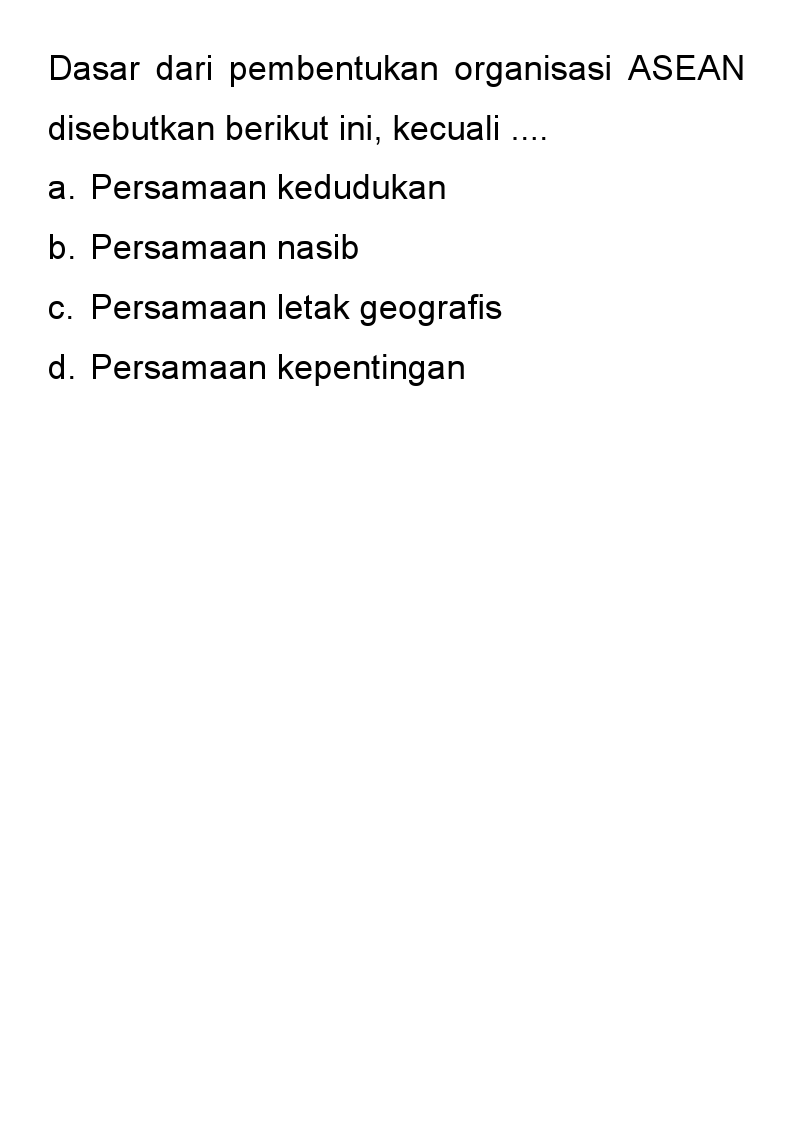 Dasar dari pembentukan organisasi ASEAN
disebutkan berikut ini, kecuali ....
a. Persamaan kedudukan
b. Persamaan nasib
c. Persamaan letak geografis
d. Persamaan kepentingan